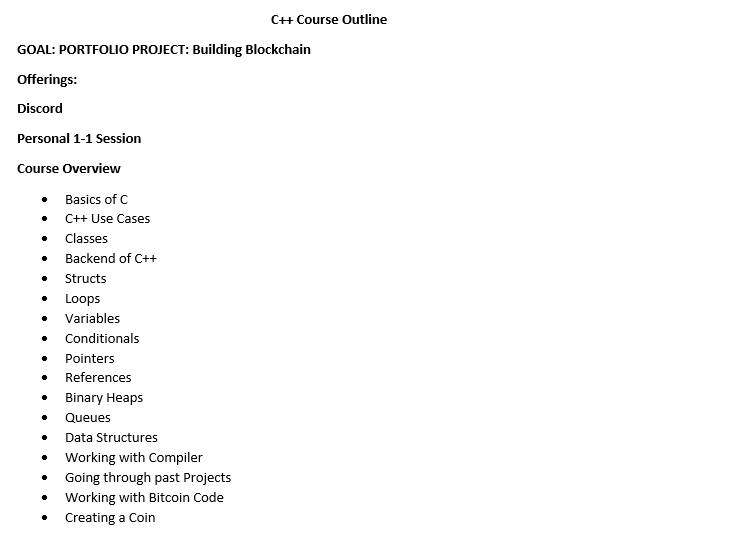 C++ Course Outline
GOAL: PORTFOLIO PROJECT: Building Blockchain
Offerings:
Discord
Personal 1-1 Session
Course Overview
• Basics of C
• C++ Use Cases
• Classes
• Backend of C++
• Structs
• Loops
• Variables
• Conditionals
• Pointers
• References
• Binary Heaps
• Queues
• Data Structures
• Working with Compiler
• Going through past Projects
• Working with Bitcoin Code
• Creating a Coin